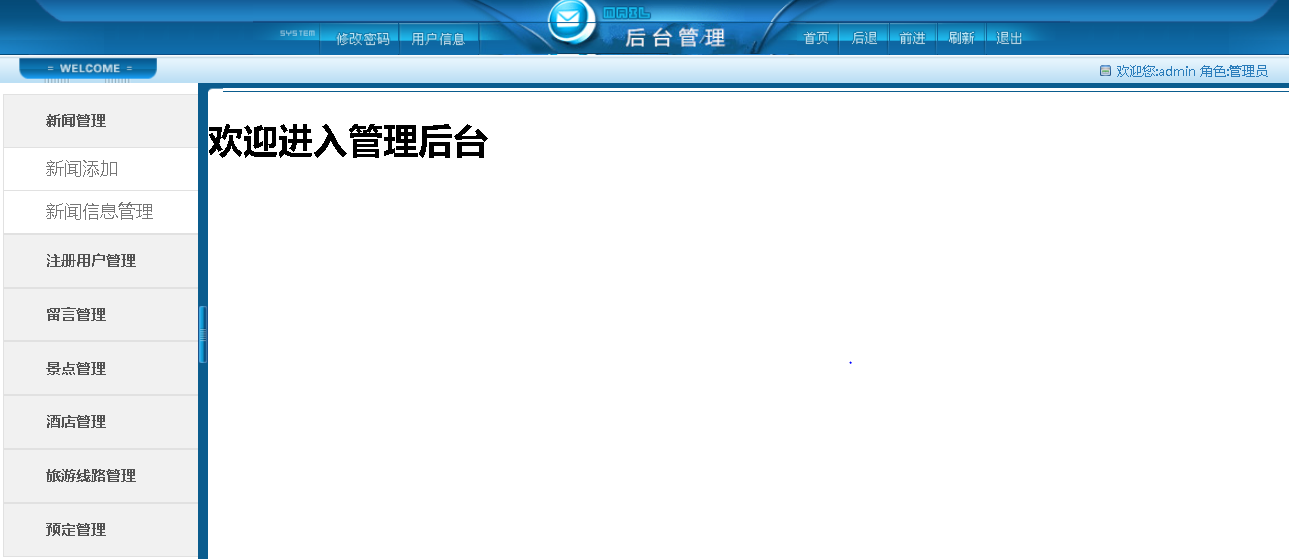 MAIL
SYSTEM 修改密码 用户信息 后台管理 首页 后退 前进 刷新 退出
= WELCOME =
欢迎您:admin 角色:管理员
新闻管理
欢迎进入管理后台
新闻添加
新闻信息管理
注册用户管理
留言管理
景点管理
酒店管理
旅游线路管理
预定管理